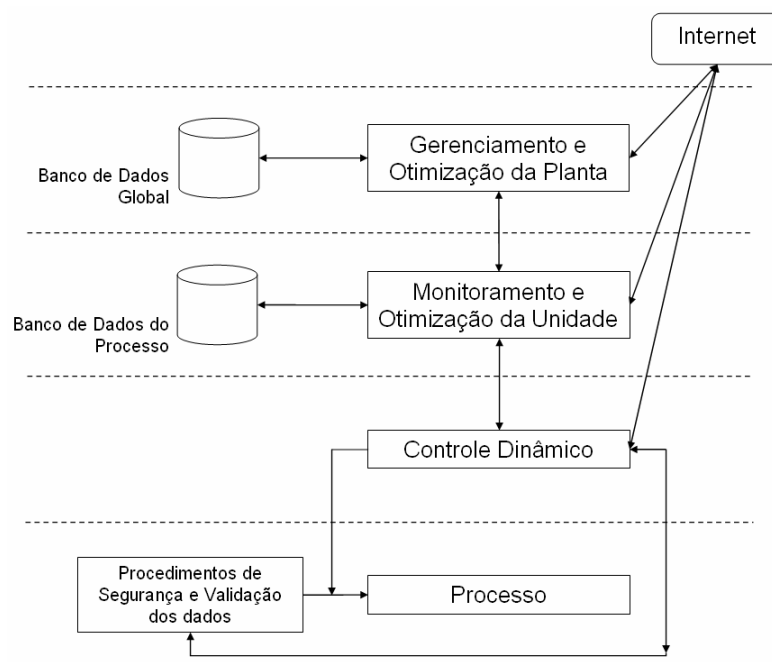 Internet
Gerenciamento e
Otimização da Planta
Banco de Dados
Global
Monitoramento e
Otimização da Unidade
Banco de Dados do
Processo
Controle Dinâmico
Procedimentos de
Segurança e Validação
dos dados
Processo